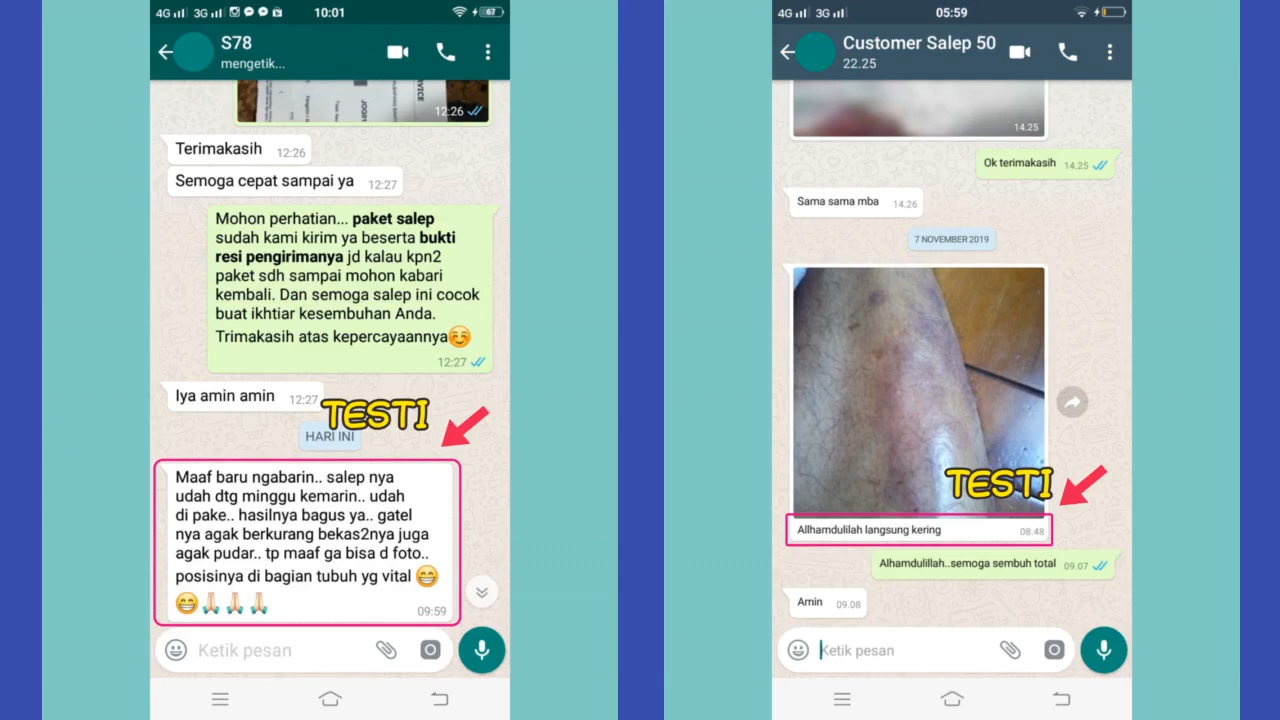 4G 3G 10:01 67
S78
mengetik...
VICE
JOG01
12:26
Terimakasih 12:26
Semoga cepat sampai ya 12:27
Mohon perhatian... paket salep
sudah kami kirim ya beserta bukti
resi pengirimanya jd kalau kpn2
paket sdh sampai mohon kabari
kembali. Dan semoga salep ini cocok
buat ikhtiar kesembuhan Anda.
Trimakasih atas kepercayaannya
12:27
Iya amin amin 12:27
TESTI
HARI INI
Maaf baru ngabarin.. salep nya
udah dtg minggu kemarin.. udah
di pake.. hasilnya bagus ya.. gatel
nya agak berkurang bekas2nya juga
agak pudar.. tp maaf ga bisa d foto..
posisinya di bagian tubuh yg vital
09:59
Ketik pesan
4G 3G 05:59
Customer Salep 50
22.25
14.25
Ok terimakasih 14.25
Sama sama mba 14.26
7 NOVEMBER 2019
TESTI
Allhamdulilah langsung kering 08.48
Alhamdulillah..semoga sembuh total 09.07
Amin 09.08
Ketik pesan